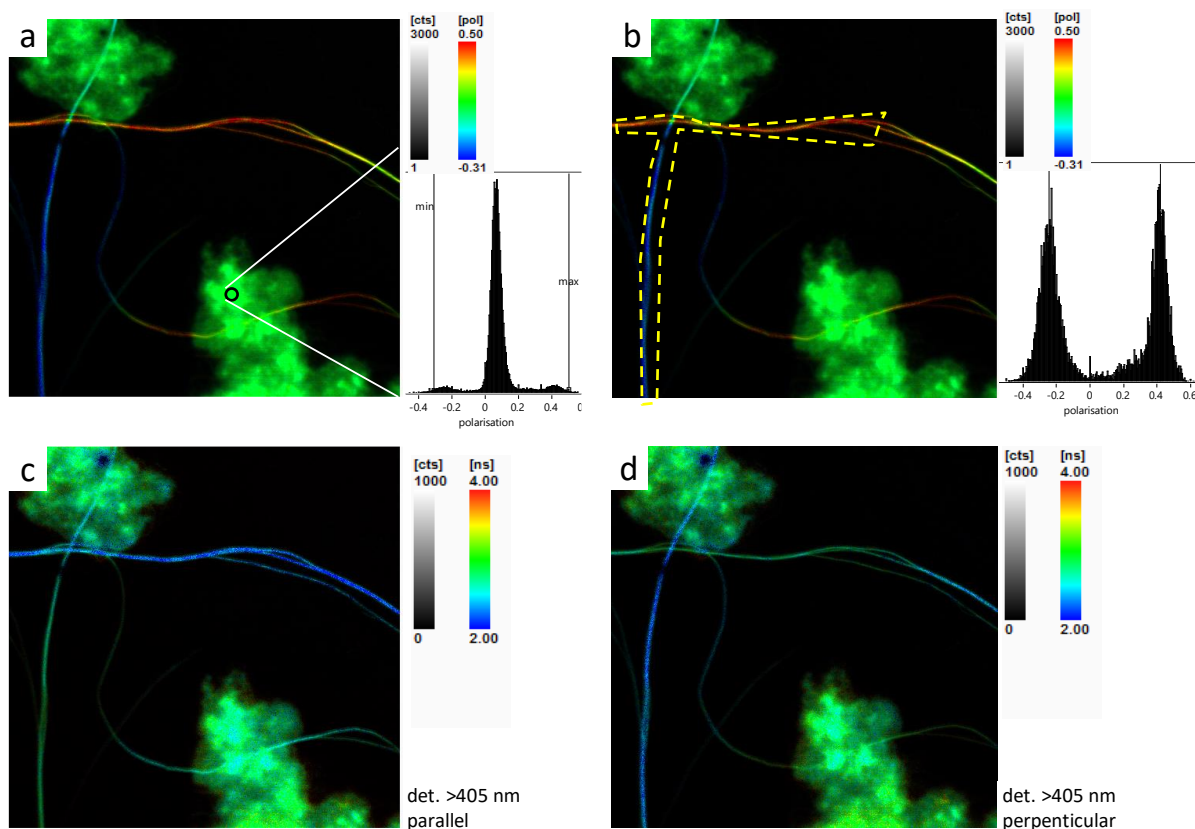 a
[cts] [pol]
3000 0.50
1 -0.31
min
max
-0.4 -0.2 0 0.2 0.4
polarisation
b
[cts] [pol]
3000 0.50
1 -0.31
-0.4 -0.2 0 0.2 0.4 0.6
polarisation
c
[cts] [ns]
1000 4.00
0 2.00
det. >405 nm
parallel
d
[cts] [ns]
1000 4.00
0 2.00
det. >405 nm
perpenticular